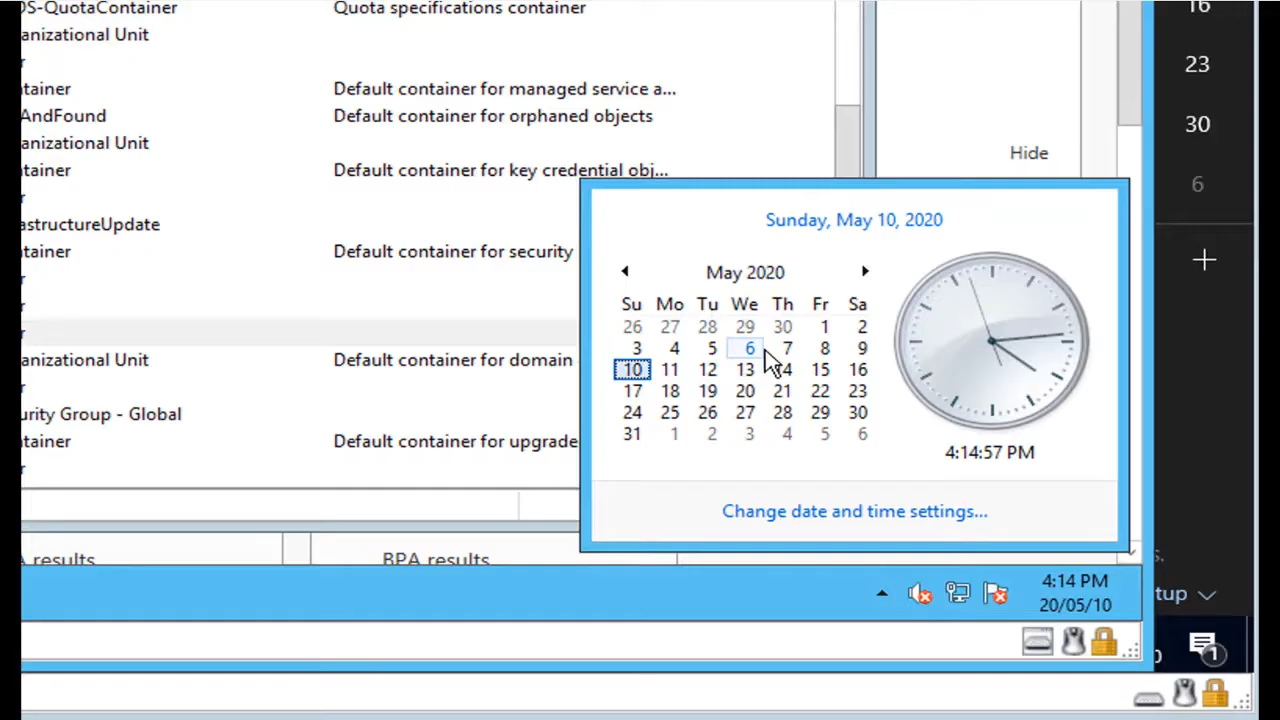 DS-QuotaContainer Quota specifications container
anizational Unit
r
tainer Default container for managed service a...
AndFound Default container for orphaned objects
anizational Unit
tainer Default container for key credential obj...
r
astructureUpdate
tainer Default container for security
r
r
r
anizational Unit Default container for domain
r
urity Group - Global
tainer Default container for upgrade
r
Hide
Sunday, May 10, 2020
May 2020
Su Mo Tu We Th Fr Sa
26 27 28 29 30 1 2
3 4 5 6 7 8 9
10 11 12 13 14 15 16
17 18 19 20 21 22 23
24 25 26 27 28 29 30
31 1 2 3 4 5 6
4:14:57 PM
Change date and time settings...
A results BPA results
4:14 PM
20/05/10
16
23
30
6
s.
tup
0
1